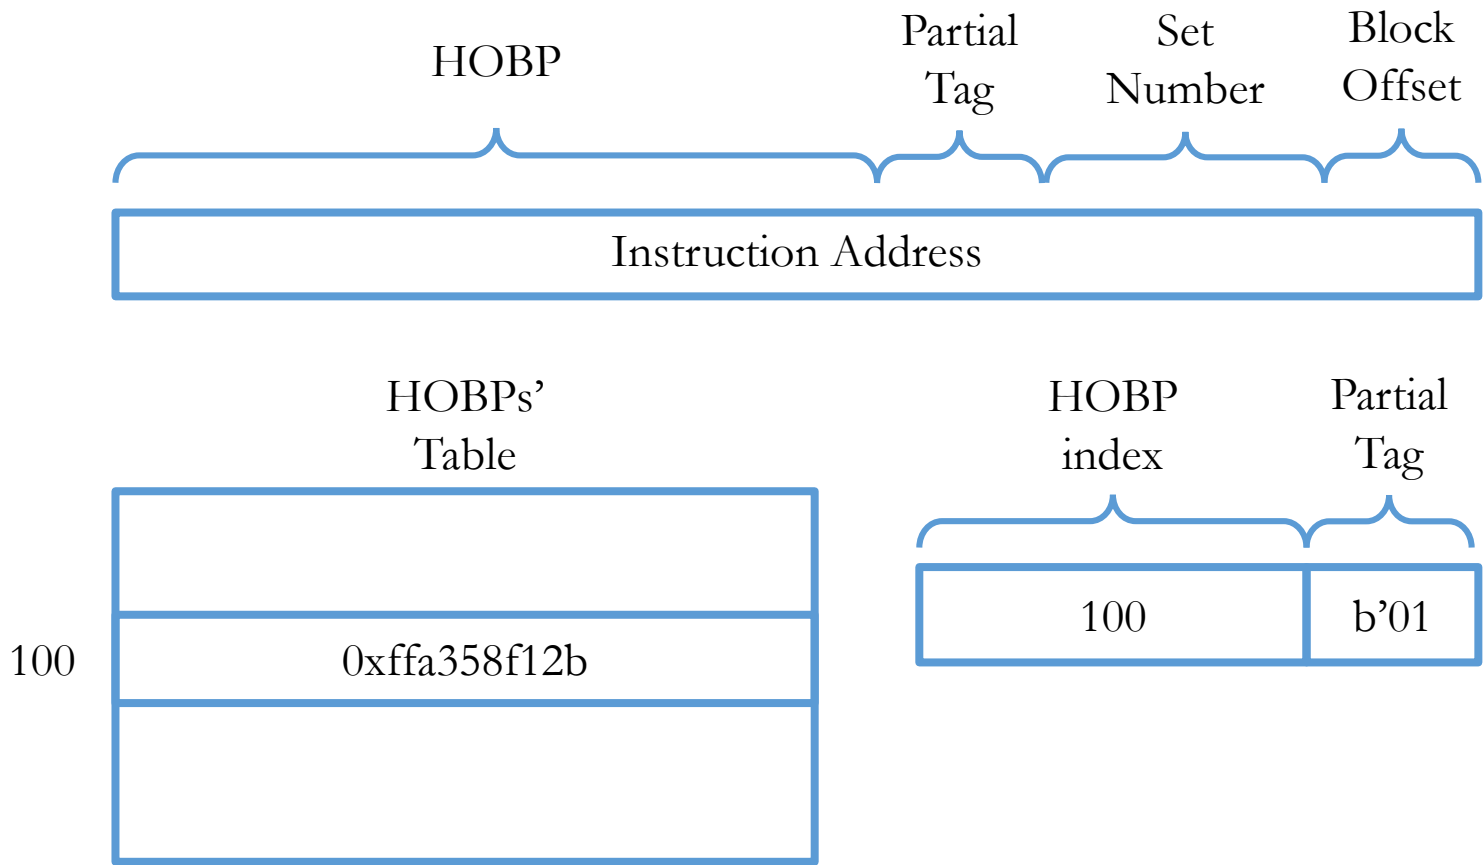 HOBP
Partial
Tag
Set
Number
Block
Offset
Instruction Address
HOBPs’
Table
100
0xffa358f12b
HOBP
index
Partial
Tag
100
b’01